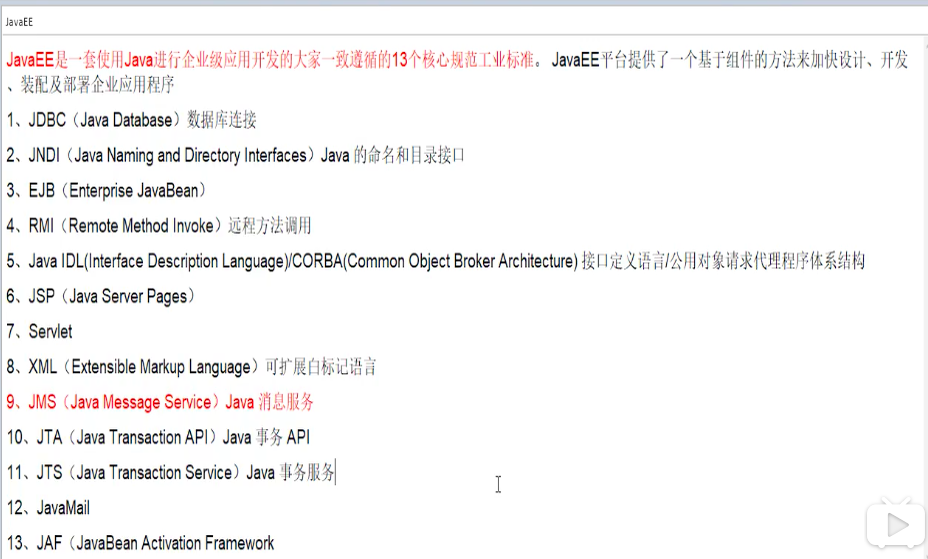 JavaEE
JavaEE是一套使用Java进行企业级应用开发的大家一致遵循的13个核心规范工业标准。JavaEE平台提供了一个基于组件的方法来加快设计、开发
、装配及部署企业应用程序
1、JDBC（Java Database）数据库连接
2、JNDI（Java Naming and Directory Interfaces）Java 的命名和目录接口
3、EJB（Enterprise JavaBean）
4、RMI（Remote Method Invoke）远程方法调用
5、Java IDL(Interface Description Language)/CORBA(Common Object Broker Architecture) 接口定义语言/公用对象请求代理程序体系结构
6、JSP（Java Server Pages）
7、Servlet
8、XML（Extensible Markup Language）可扩展白标记语言
9、JMS（Java Message Service）Java 消息服务
10、JTA（Java Transaction API）Java 事务 API
11、JTS（Java Transaction Service）Java 事务服务
12、JavaMail
13、JAF（JavaBean Activation Framework